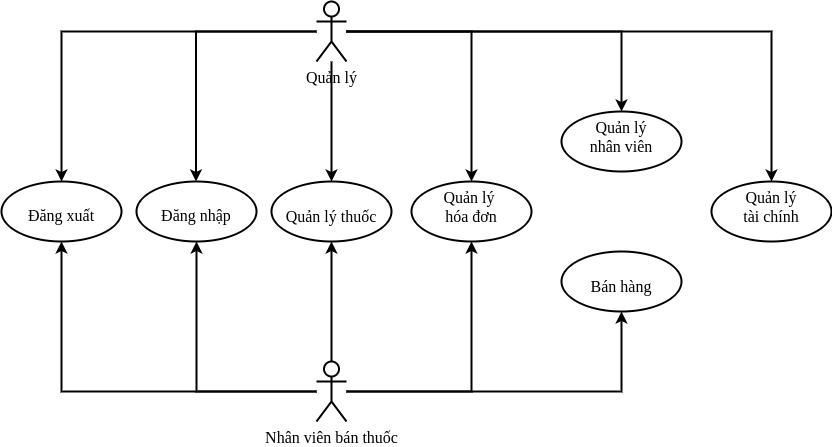 Quản lý
Quản lý
nhân viên
Đăng xuất
Đăng nhập
Quản lý thuốc
Quản lý
hóa đơn
Quản lý
tài chính
Bán hàng
Nhân viên bán thuốc